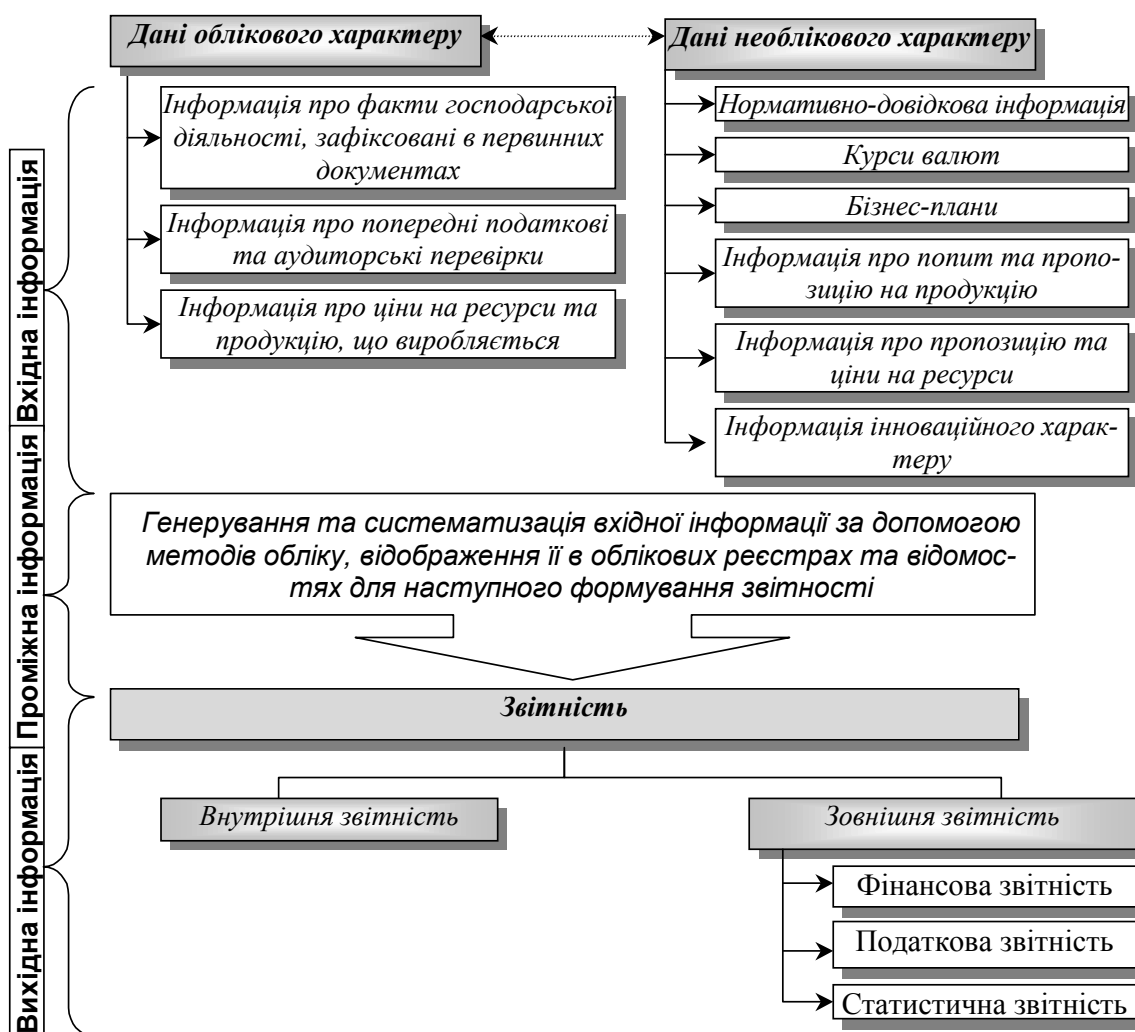 Дані облікового характеру
Інформація про факти господарської
діяльності, зафіксовані в первинних
документах
Інформація про попередні податкові
та аудиторські перевірки
Інформація про ціни на ресурси та
продукцію, що виробляється
Дані необлікового характеру
Нормативно-довідкова інформація
Курси валют
Бізнес-плани
Інформація про попит та пропо-
зицію на продукцію
Інформація про пропозицію та
ціни на ресурси
Інформація інноваційного харак-
теру
Вхідна інформація
Генерування та систематизація вхідної інформації за допомогою
методів обліку, відображення її в облікових реєстрах та відомос-
тях для наступного формування звітності
Проміжна інформація
Звітність
Внутрішня звітність
Зовнішня звітність
Фінансова звітність
Податкова звітність
Статистична звітність
Вихідна інформація